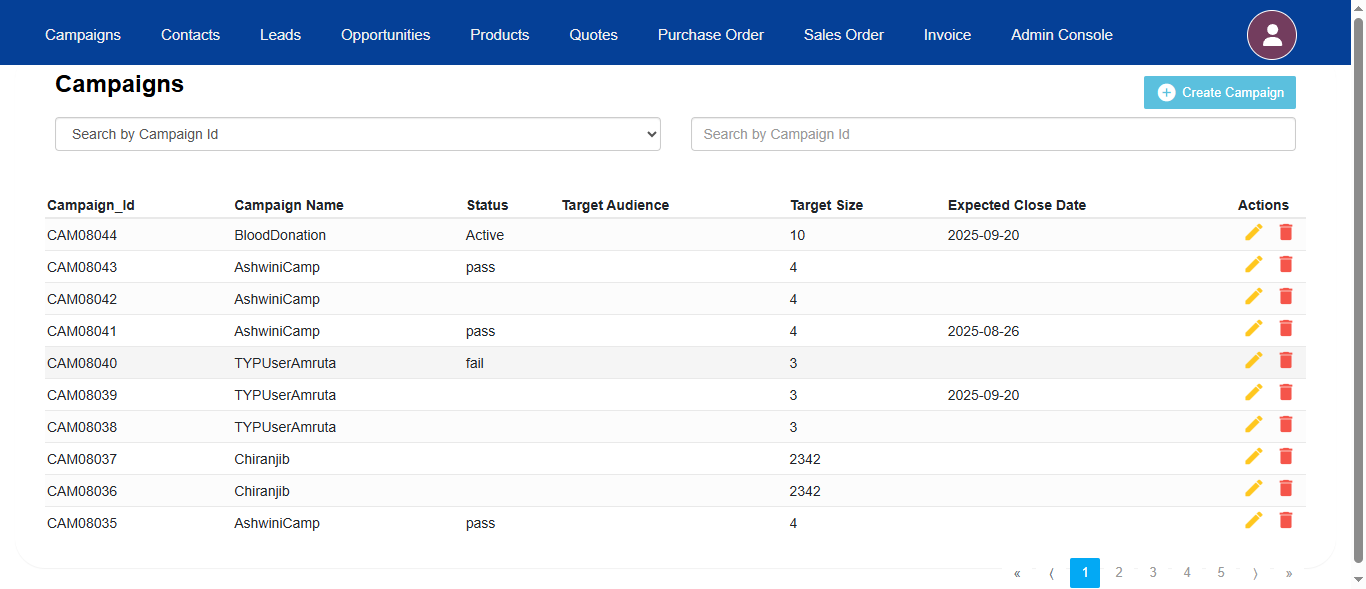 Campaigns Contacts Leads Opportunities Products Quotes Purchase Order Sales Order Invoice Admin Console
Campaigns
Create Campaign
Search by Campaign Id Search by Campaign Id
Campaign_Id Campaign Name Status Target Audience Target Size Expected Close Date Actions
CAM08044 BloodDonation Active 10 2025-09-20
CAM08043 AshwiniCamp pass 4
CAM08042 AshwiniCamp 4
CAM08041 AshwiniCamp pass 4 2025-08-26
CAM08040 TYPUserAmruta fail 3
CAM08039 TYPUserAmruta 3 2025-09-20
CAM08038 TYPUserAmruta 3
CAM08037 Chiranjib 2342
CAM08036 Chiranjib 2342
CAM08035 AshwiniCamp pass 4
« ⟨ 1 2 3 4 5 ⟩ »